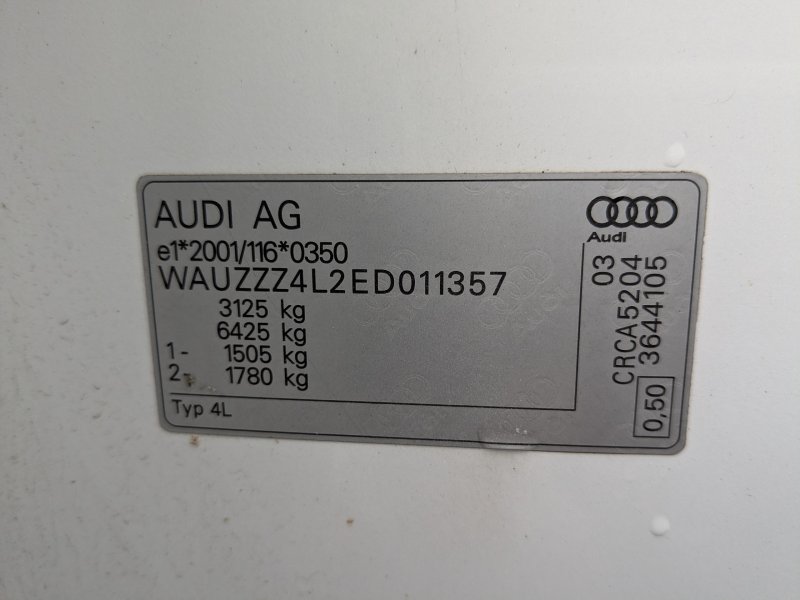 AUDI AG
Audi
e1*2001/116*0350
WAUZZZ4L2ED011357
3125 kg
6425 kg
1- 1505 kg
2- 1780 kg
Typ 4L
03
CRCA5204
3644105
0,50